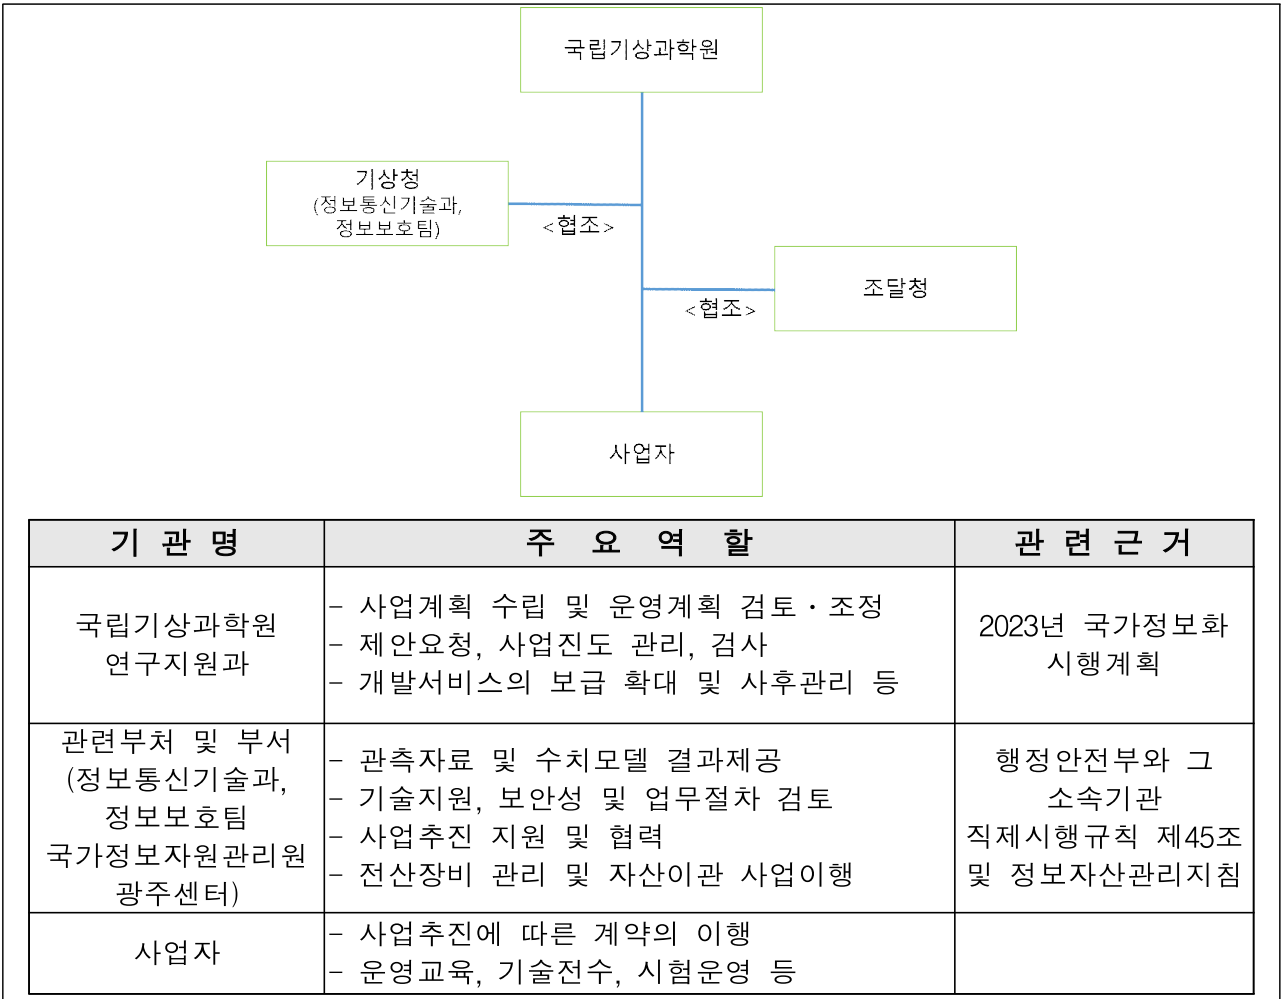 국립기상과학원
기상청
(정보통신기술과,
정보보호팀)
<협조>
조달청
<협조>
사업자
기 관 명
주 요 역 할
관 련 근 거
국립기상과학원
연구지원과
- 사업계획 수립 및 운영계획 검토·조정
- 제안요청, 사업진도 관리, 검사
- 개발서비스의 보급 확대 및 사후관리 등
2023년 국가정보화
시행계획
관련부처 및 부서
(정보통신기술과,
정보보호팀
국가정보자원관리원
광주센터)
- 관측자료 및 수치모델 결과제공
- 기술지원, 보안성 및 업무절차 검토
- 사업추진 지원 및 협력
- 전산장비 관리 및 자산이관 사업이행
행정안전부와 그
소속기관
직제시행규칙 제45조
및 정보자산관리지침
사업자
- 사업추진에 따른 계약의 이행
- 운영교육, 기술전수, 시험운영 등